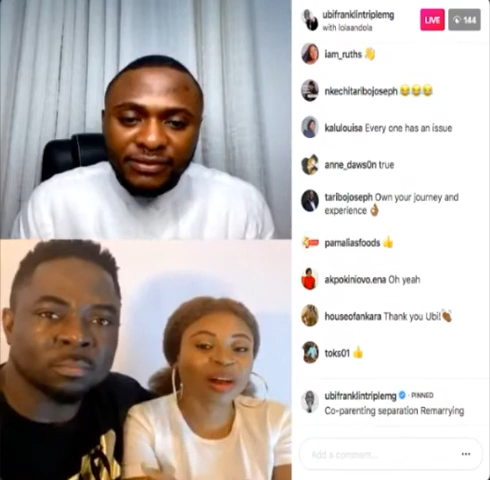 ubifranklintriplemg
with lolaandola
LIVE
144
iam_ruths 👋
nkechitaribojoseph 😂😂😂
kalulouisa Every one has an issue
anne_daws0n true
taribojoseph Own your journey and
experience 👌🏾
pamaliasfoods 👍
akpokiniovo.ena Oh yeah
houseofankara Thank you Ubi!👏🏾
toks01 👍
ubifranklintriplemg · PINNED
Co-parenting separation Remarrying
Add a comment...